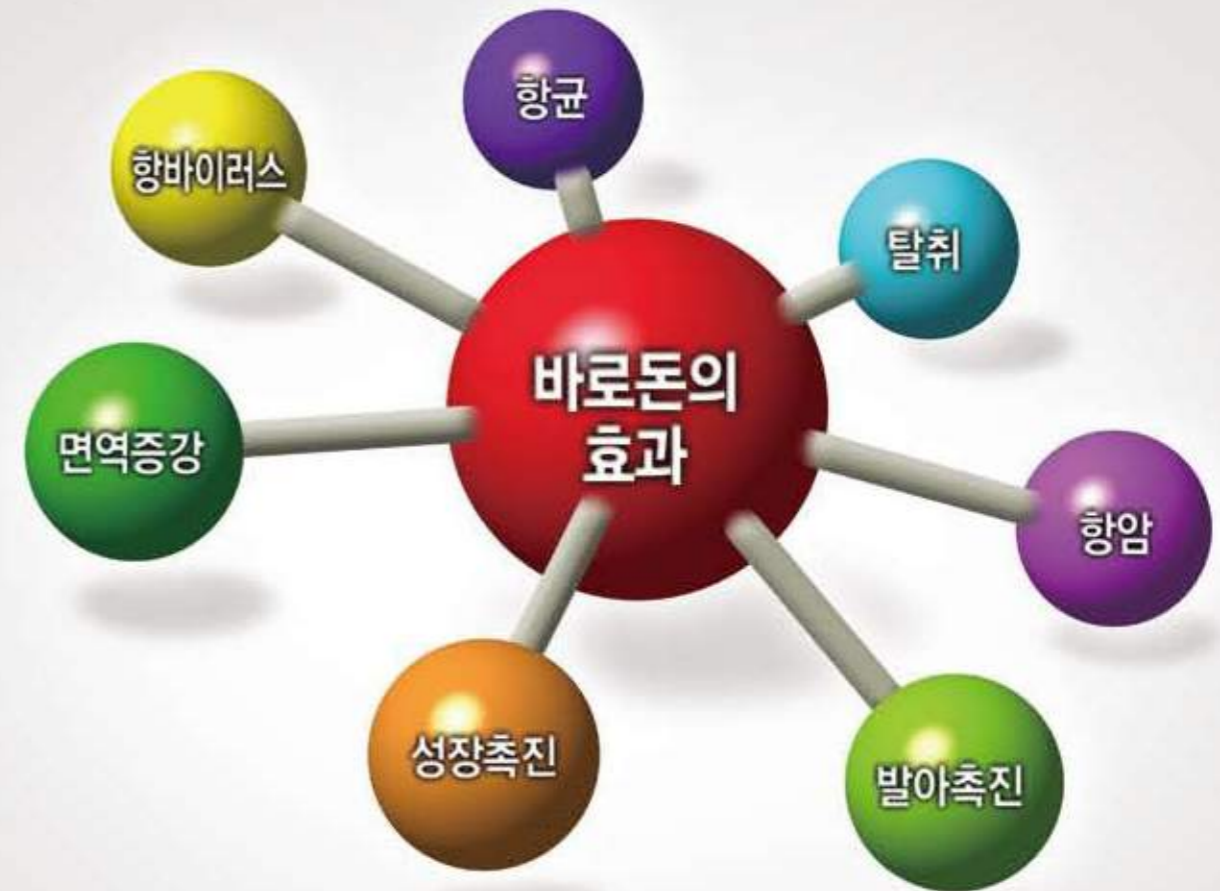 항균
항바이러스
탈취
바로돈의
효과
면역증강
항암
성장촉진
발아촉진